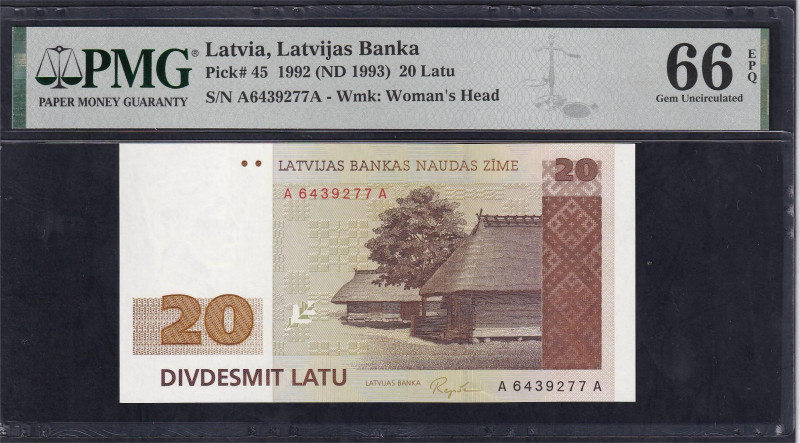 PMG®
PAPER MONEY GUARANTY
Latvia, Latvijas Banka
Pick# 45 1992 (ND 1993) 20 Latu
S/N A6439277A - Wmk: Woman's Head
66 EPQ
Gem Uncirculated
LATVIJAS BANKAS NAUDAS ZĪME
20
A 6439277 A
20
DIVDESMIT LATU
LATVIJAS BANKA
A 6439277 A